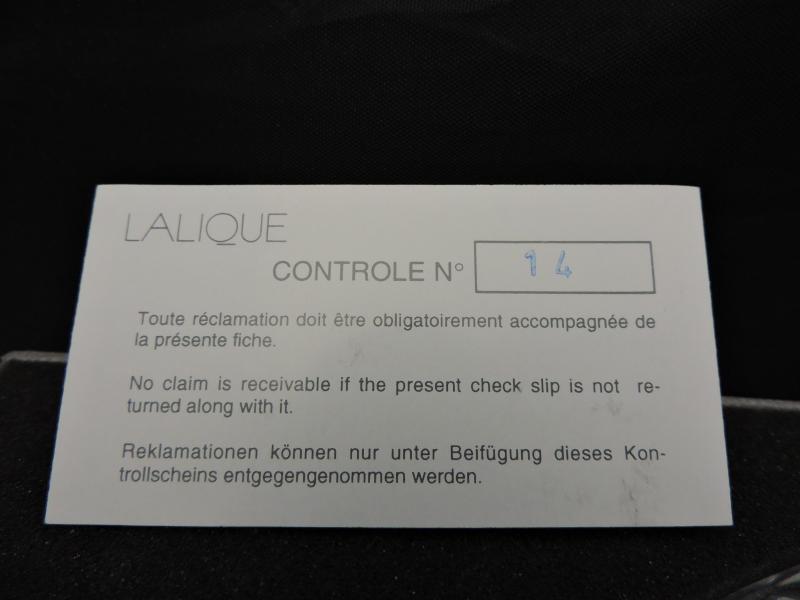 LALIQUE
CONTROLE N° 14
Toute réclamation doit être obligatoirement accompagnée de
la présente fiche.
No claim is receivable if the present check slip is not re-
turned along with it.
Reklamationen können nur unter Beifügung dieses Kon-
trollscheins entgegengenommen werden.